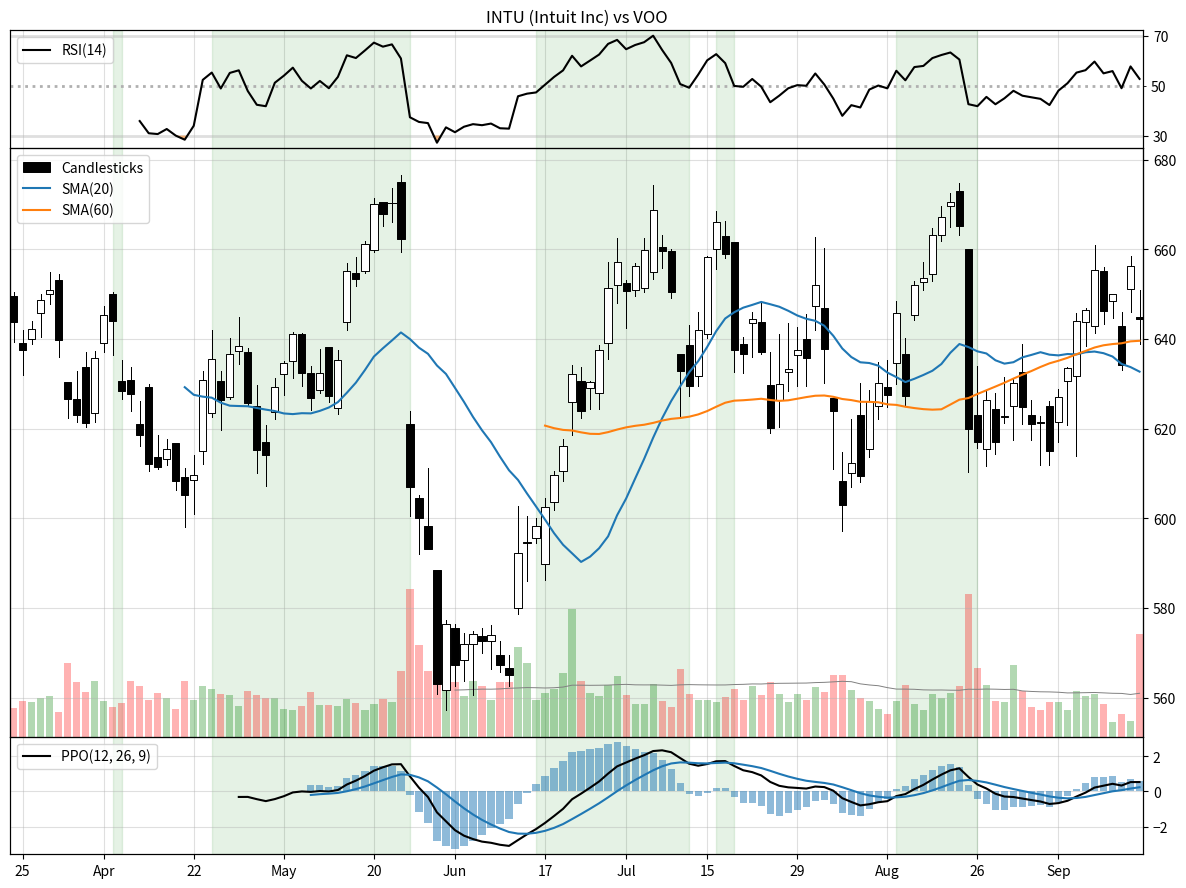 INTU (Intuit Inc) vs VOO
RSI(14)
70
50
30
Candlesticks
SMA(20)
SMA(60)
680
660
640
620
600
580
560
PPO(12, 26, 9)
2
0
−2
25 Apr 22 May 20 Jun 17 Jul 15 29 Aug 26 Sep